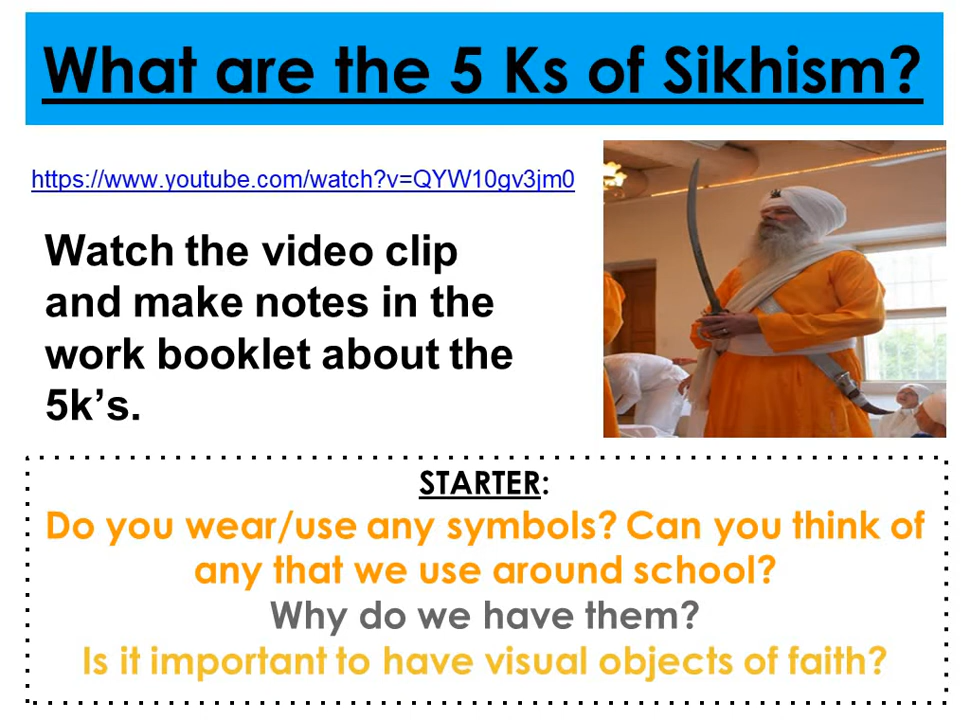 What are the 5 Ks of Sikhism?
https://www.youtube.com/watch?v=QYW10gv3jm0
Watch the video clip
and make notes in the
work booklet about the
5k’s.
STARTER:
Do you wear/use any symbols? Can you think of
any that we use around school?
Why do we have them?
Is it important to have visual objects of faith?